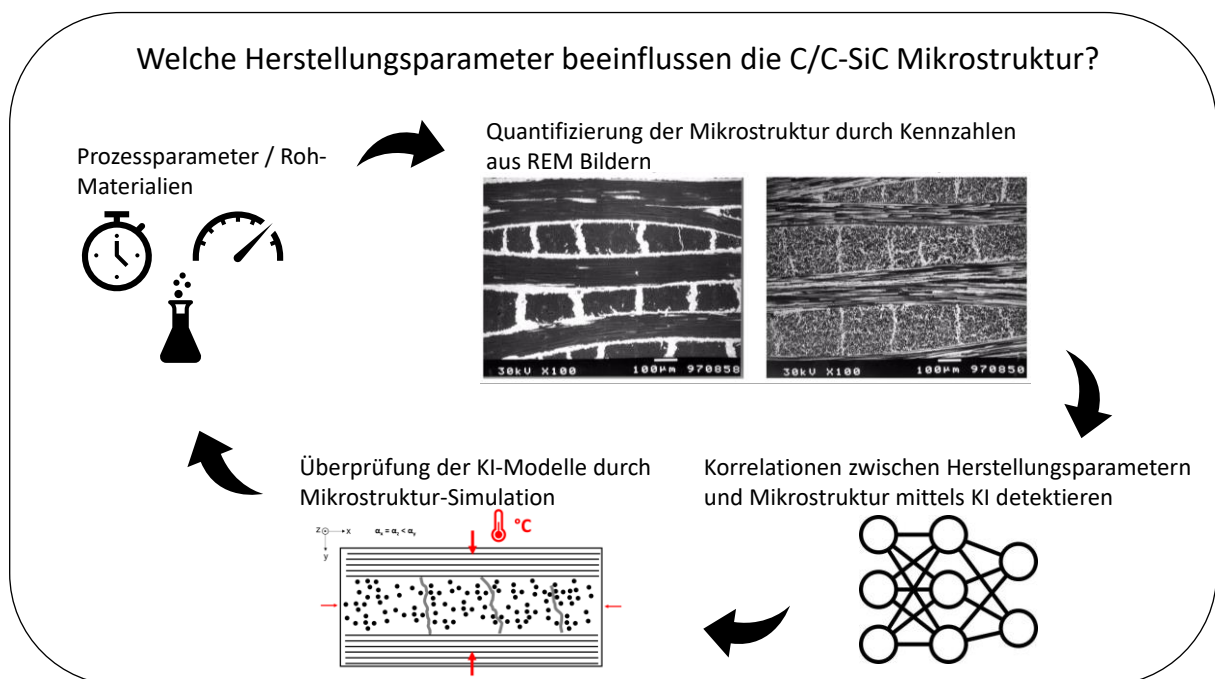 Welche Herstellungsparameter beeinflussen die C/C-SiC Mikrostruktur?
Prozessparameter / Roh-
Materialien
Quantifizierung der Mikrostruktur durch Kennzahlen
aus REM Bildern
30kV X100 100µm 970858
30kV X100 100µm 970850
Überprüfung der KI-Modelle durch
Mikrostruktur-Simulation
Korrelationen zwischen Herstellungsparametern
und Mikrostruktur mittels KI detektieren
°C
z x
y